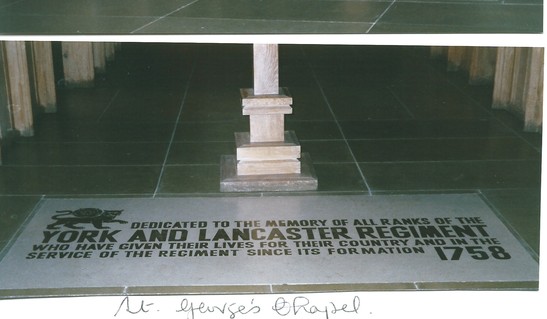 DEDICATED TO THE MEMORY OF ALL RANKS OF THE
YORK AND LANCASTER REGIMENT
WHO HAVE GIVEN THEIR LIVES FOR THEIR COUNTRY AND IN THE
SERVICE OF THE REGIMENT SINCE ITS FORMATION 1758
St. George's Chapel.